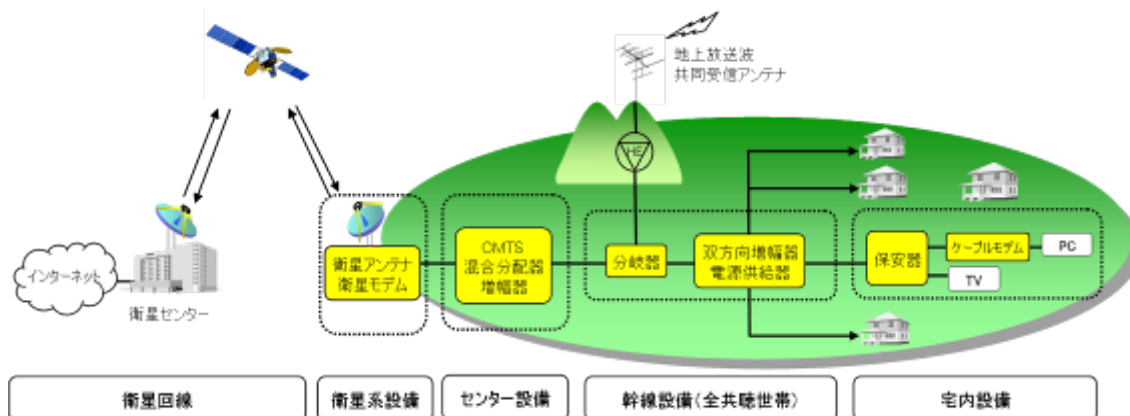 地上放送波
共同受信アンテナ
HE
インターネット
衛星センター
衛星アンテナ
衛星モデム
CMTS
混合分配器
増幅器
分岐器
双方向増幅器
電源供給器
保安器
ケーブルモデム
PC
TV
衛星回線
衛星系設備
センター設備
幹線設備(全共聴世帯)
宅内設備